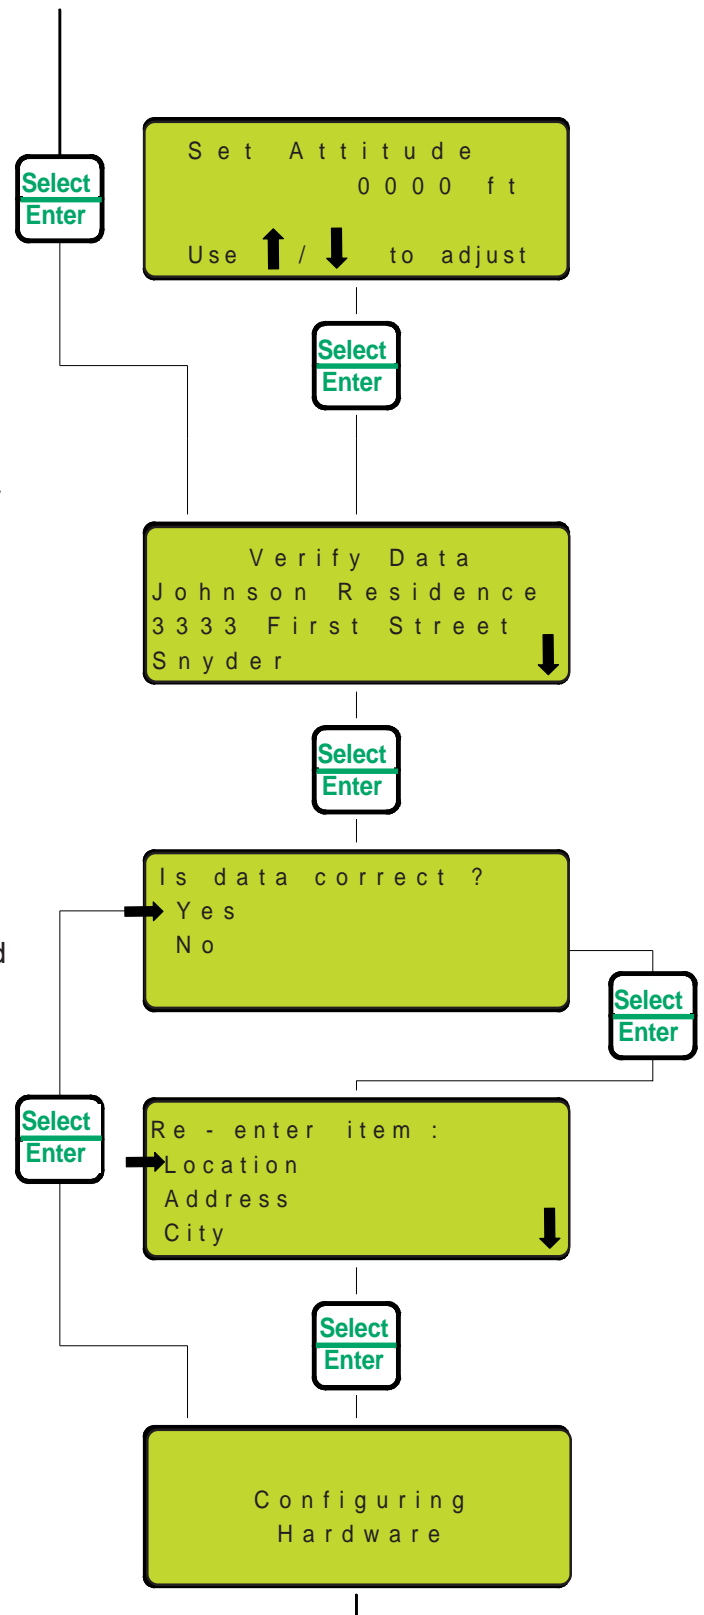 Set Attitude
0000 ft
Select
Enter
Use / to adjust
Select
Enter
Verify Data
Johnson Residence
3333 First Street
Snyder
Select
Enter
Is data correct ?
Yes
No
d
Select
Enter
Select
Enter
Re - enter item :
Location
Address
City
Select
Enter
Configuring
Hardware